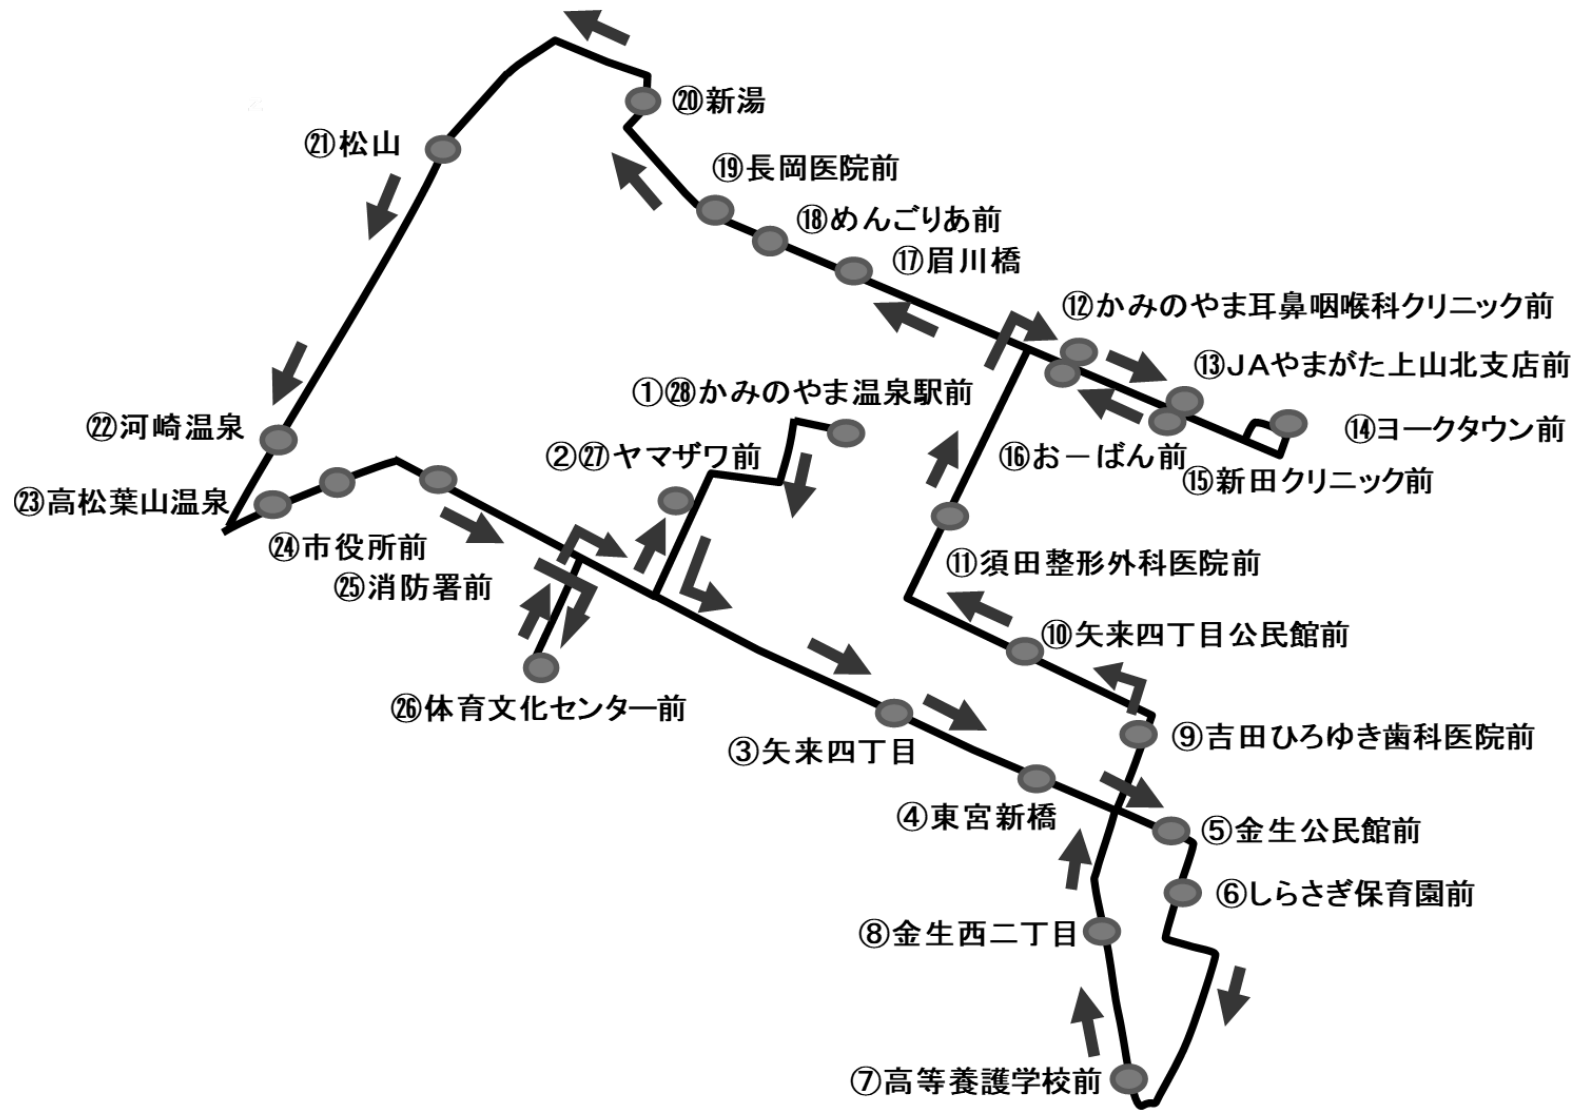 ⑳新湯
㉑松山
⑲長岡医院前
⑱めんごりあ前
⑰眉川橋
⑫かみのやま耳鼻咽喉科クリニック前
⑬JAやまがた上山北支店前
①㉘かみのやま温泉駅前
㉒河崎温泉
⑭ヨークタウン前
②㉗ヤマザワ前
⑯おーばん前
⑮新田クリニック前
㉓高松葉山温泉
㉔市役所前
⑪須田整形外科医院前
㉕消防署前
⑩矢来四丁目公民館前
㉖体育文化センター前
⑨吉田ひろゆき歯科医院前
③矢来四丁目
④東宮新橋
⑤金生公民館前
⑥しらさぎ保育園前
⑧金生西二丁目
⑦高等養護学校前